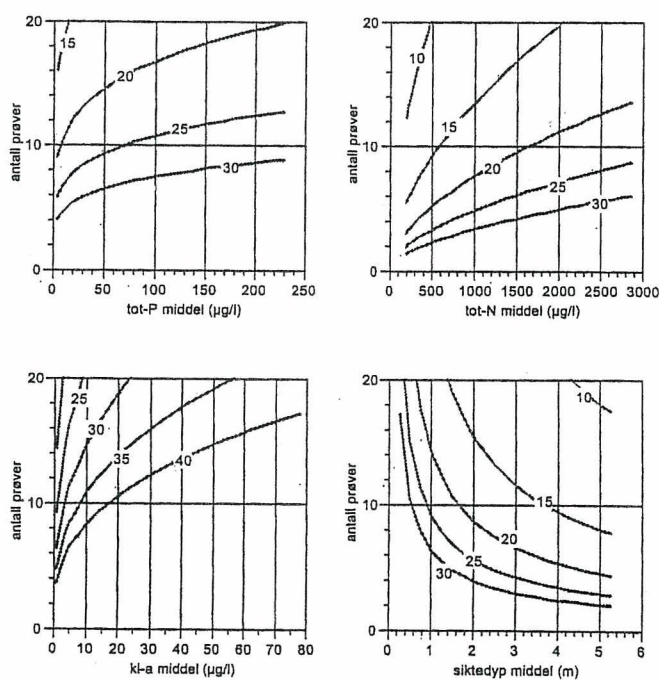 20
10
0
antall prøver
15
20
25
30
0 50 100 150 200 250 300
tot-P middel (µg/l)
20
10
0
antall prøver
10
15
20
25
30
0 500 1000 1500 2000 2500 3000
tot-N middel (µg/l)
20
10
0
antall prøver
25
30
35
40
0 10 20 30 40 50 60 70 80
kl-a middel (µg/l)
20
10
0
antall prøver
10
15
20
25
30
0 1 2 3 4 5 6
siktedyp middel (m)